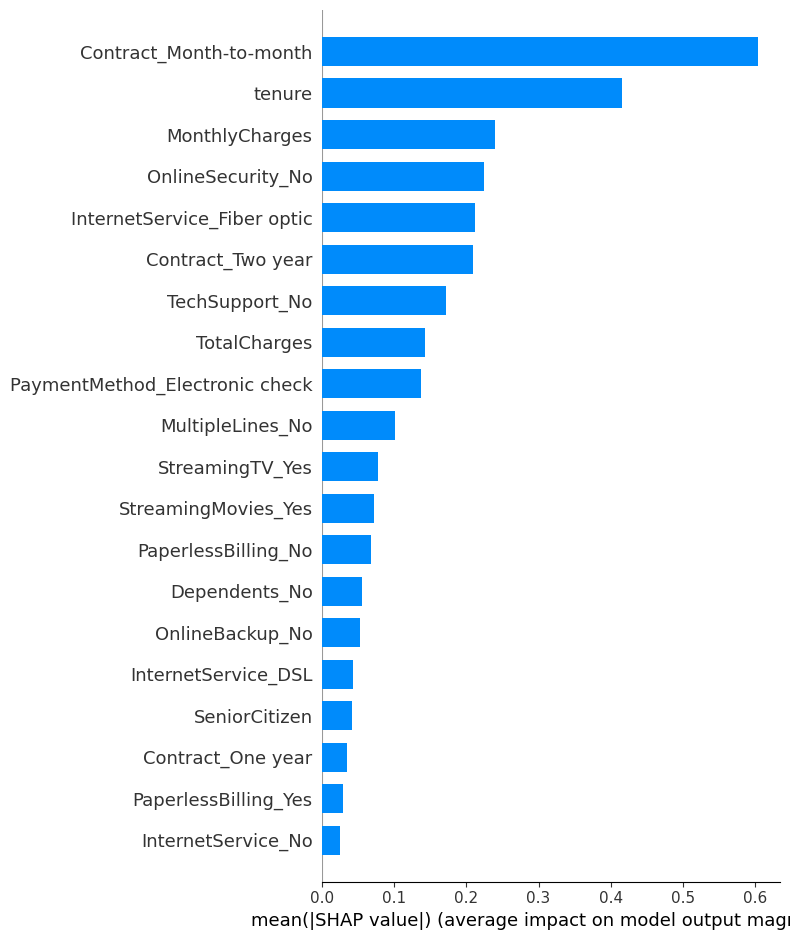 Contract_Month-to-month
tenure
MonthlyCharges
OnlineSecurity_No
InternetService_Fiber optic
Contract_Two year
TechSupport_No
TotalCharges
PaymentMethod_Electronic check
MultipleLines_No
StreamingTV_Yes
StreamingMovies_Yes
PaperlessBilling_No
Dependents_No
OnlineBackup_No
InternetService_DSL
SeniorCitizen
Contract_One year
PaperlessBilling_Yes
InternetService_No
0.0 0.1 0.2 0.3 0.4 0.5 0.6
mean(|SHAP value|) (average impact on model output magr